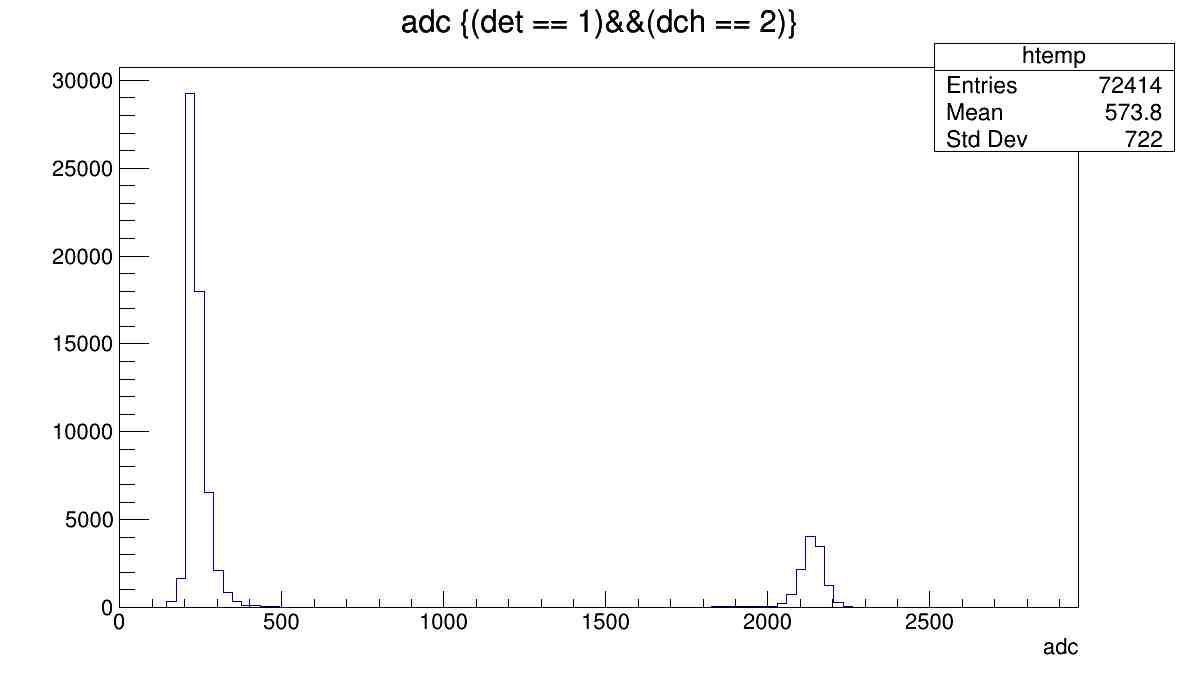 adc {(det == 1)&&(dch == 2)}
htemp
Entries 72414
Mean 573.8
Std Dev 722
30000
25000
20000
15000
10000
5000
0
0 500 1000 1500 2000 2500
adc